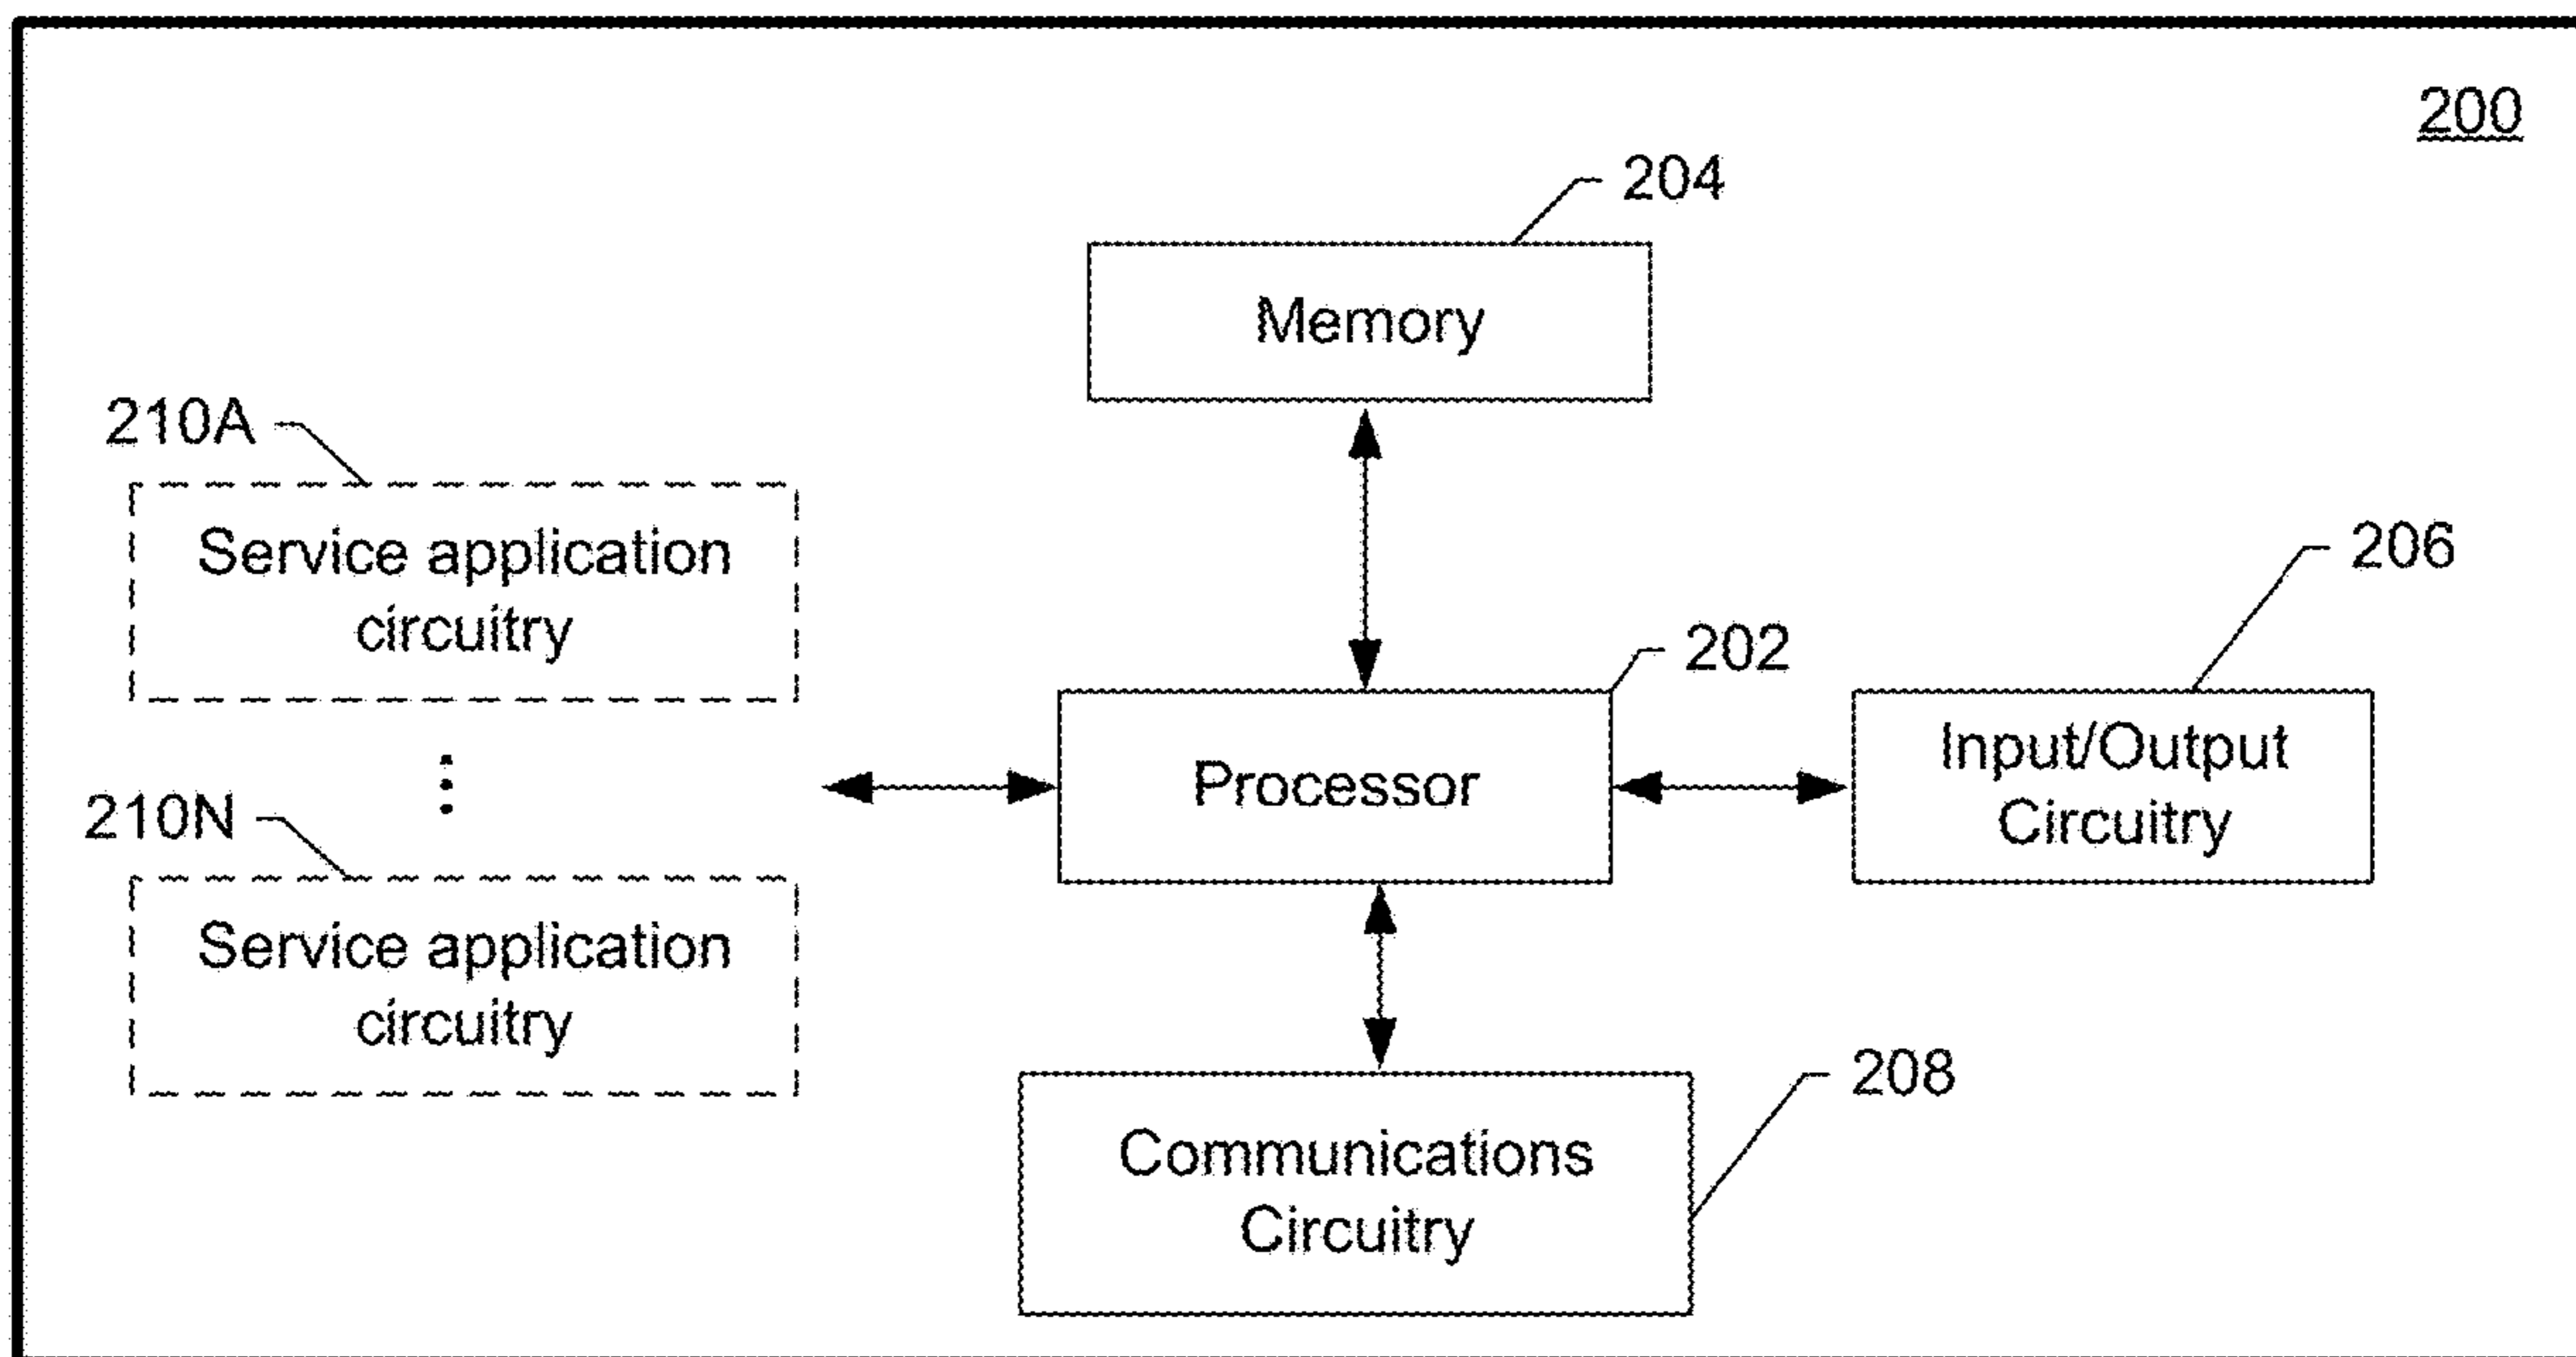 200
204
Memory
210A
Service application
circuitry
206
202
Input/Output
Circuitry
Processor
210N
Service application
circuitry
208
Communications
Circuitry